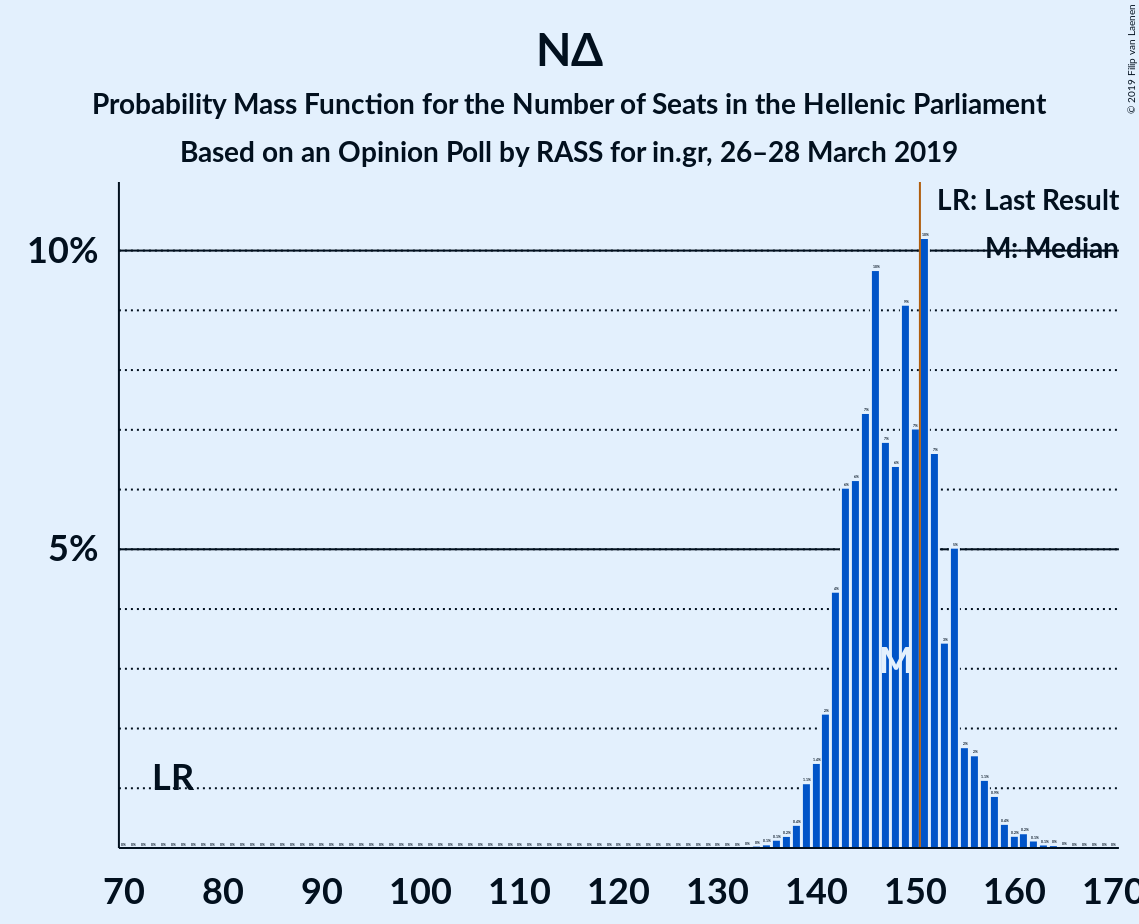 ΝΔ
Probability Mass Function for the Number of Seats in the Hellenic Parliament
Based on an Opinion Poll by RASS for in.gr, 26–28 March 2019
© 2019 Filip van Laenen
LR: Last Result
M: Median
10%
5%
M
LR
70 80 90 100 110 120 130 140 150 160 170